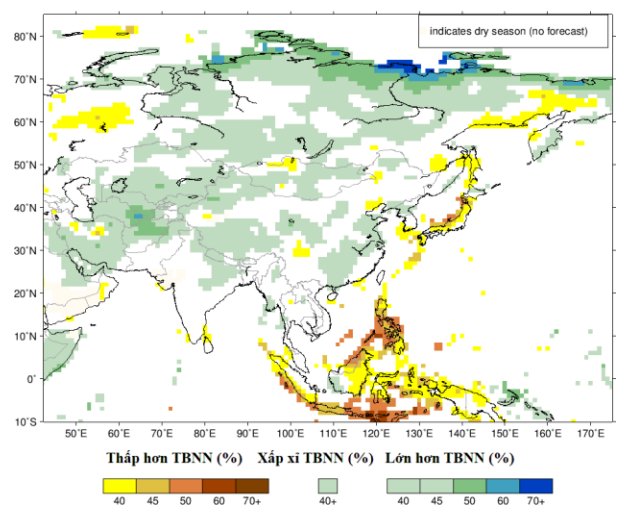 indicates dry season (no forecast)
80°N
70°N
60°N
50°N
40°N
30°N
20°N
10°N
0°
10°S
50°E 60°E 70°E 80°E 90°E 100°E 110°E 120°E 130°E 140°E 150°E 160°E 170°E
Thấp hơn TBNN (%) Xấp xỉ TBNN (%) Lớn hơn TBNN (%)
40 45 50 60 70+ 40+ 40 45 50 60 70+